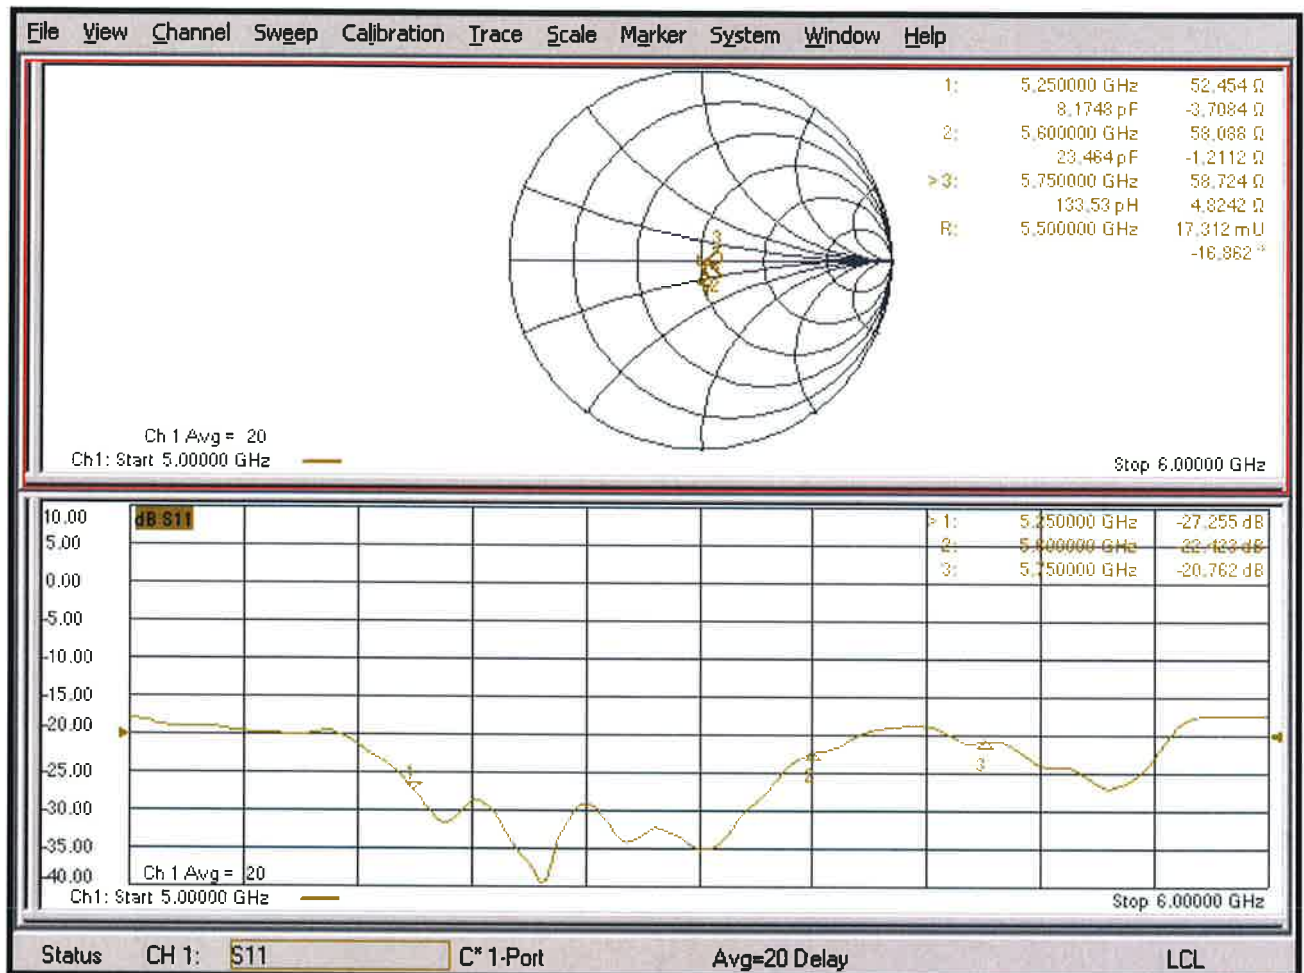 File View Channel Sweep Calibration Trace Scale Marker System Window Help
1: 5,250000 GHz 52,454 Ω
8,1748 pF -3,7084 Ω
2: 5,600000 GHz 58,088 Ω
23,464 pF -1,2112 Ω
> 3: 5,750000 GHz 58,724 Ω
133,53 pH 4,8242 Ω
R: 5,500000 GHz 17,312 mU
-16,862 °
3
2
Ch 1 Avg = 20
Ch1: Start 5.00000 GHz
Stop 6.00000 GHz
10.00
5.00
0.00
-5.00
-10.00
-15.00
-20.00
-25.00
-30.00
-35.00
-40.00
dB S11
> 1: 5,250000 GHz -27,255 dB
2: 5,600000 GHz -22,423 dB
3: 5,750000 GHz -20,762 dB
1
2
3
Ch 1 Avg = 20
Ch1: Start 5.00000 GHz
Stop 6.00000 GHz
Status CH 1: S11 C* 1-Port Avg=20 Delay LCL